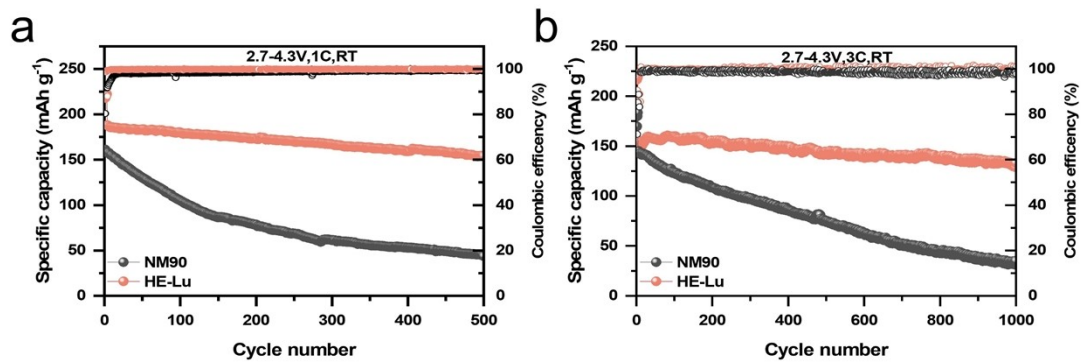 a
2.7-4.3V,1C,RT
Specific capacity (mAh g-1)
250
200
150
100
50
0
Coulombic efficency (%)
100
80
60
40
20
0
NM90
HE-Lu
0 100 200 300 400 500
Cycle number
b
2.7-4.3V,3C,RT
Specific capacity (mAh g-1)
250
200
150
100
50
0
Coulombic efficency (%)
100
80
60
40
20
0
NM90
HE-Lu
0 200 400 600 800 1000
Cycle number